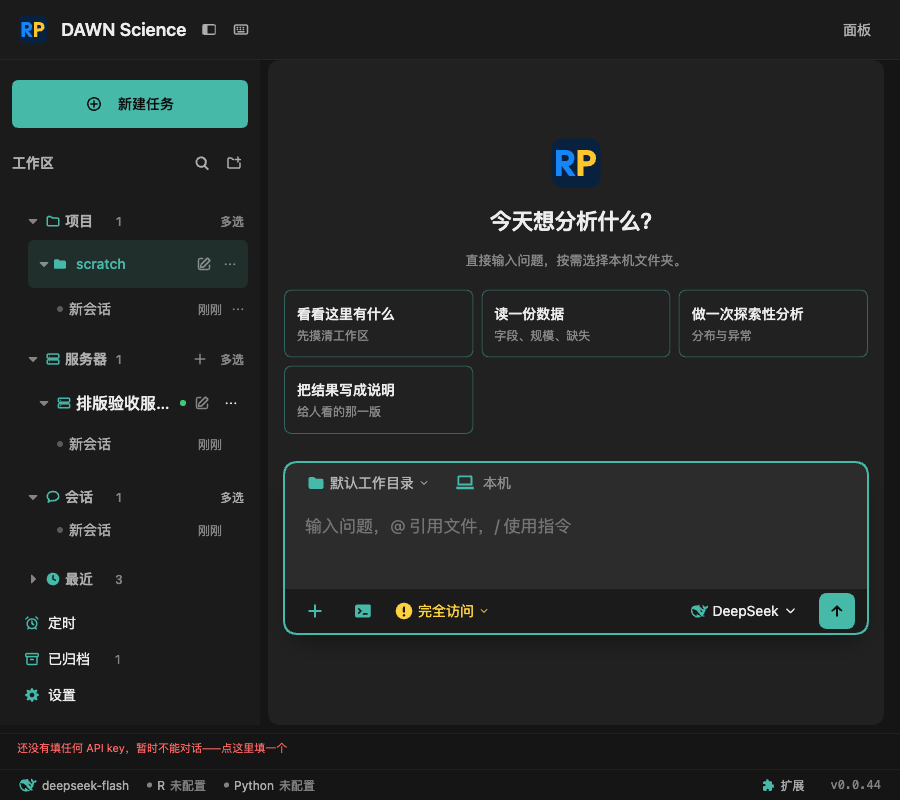 RP DAWN Science 面板
新建任务
工作区
项目 1 多选
scratch ...
新会话 刚刚 ...
服务器 1 + 多选
排版验收服... ...
新会话 刚刚
会话 1 多选
新会话 刚刚
最近 3
定时
已归档 1
设置
RP
今天想分析什么?
直接输入问题，按需选择本机文件夹。
看看这里有什么
先摸清工作区
读一份数据
字段、规模、缺失
做一次探索性分析
分布与异常
把结果写成说明
给人看的那一版
默认工作目录 本机
输入问题，@ 引用文件，/ 使用指令
完全访问 DeepSeek
还没有填任何 API key，暂时不能对话——点这里填一个
deepseek-flash R 未配置 Python 未配置 扩展 v0.0.44